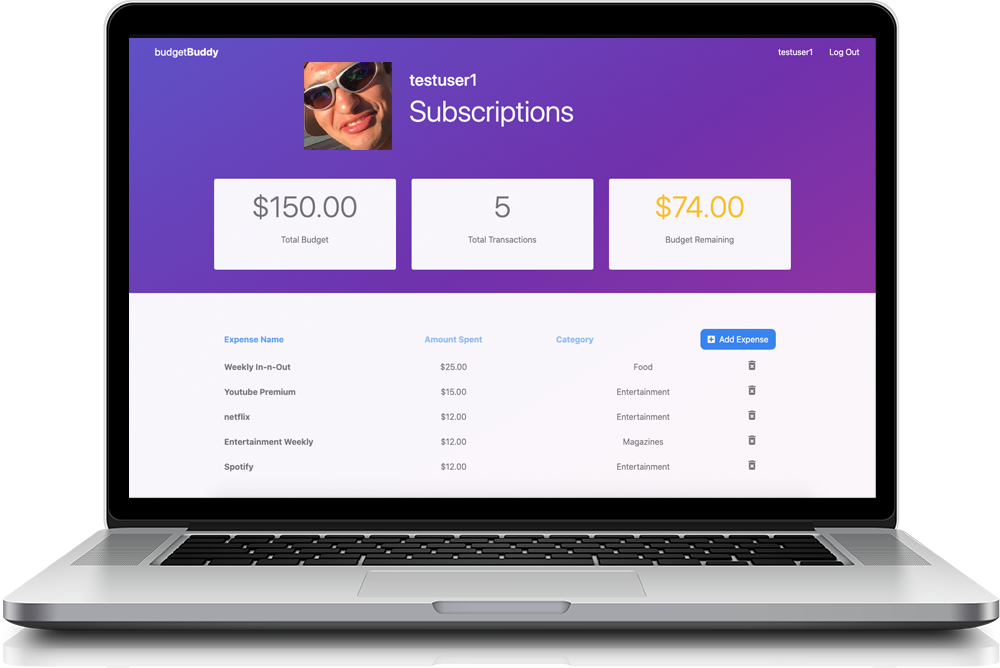 budgetBuddy
testuser1 Log Out
testuser1
Subscriptions
$150.00
Total Budget
5
Total Transactions
$74.00
Budget Remaining
Expense Name Amount Spent Category Add Expense
Weekly In-n-Out $25.00 Food
Youtube Premium $15.00 Entertainment
netflix $12.00 Entertainment
Entertainment Weekly $12.00 Magazines
Spotify $12.00 Entertainment